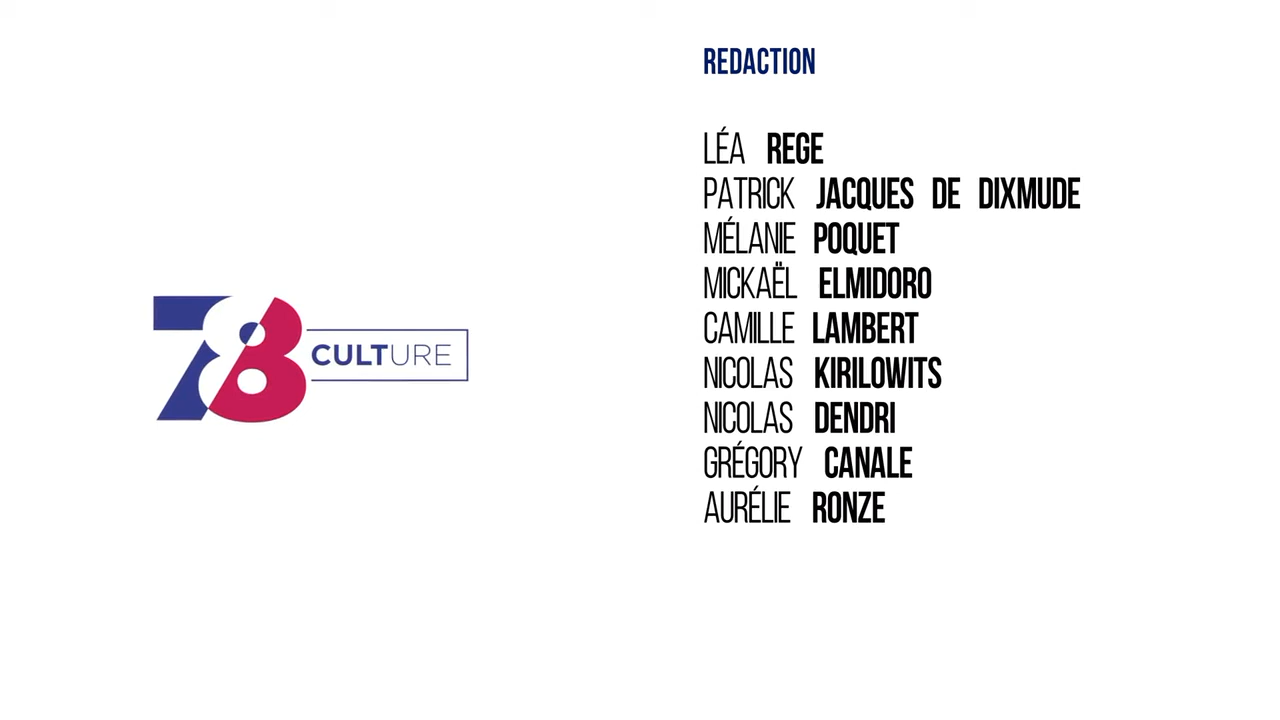 REDACTION
LÉA REGE
PATRICK JACQUES DE DIXMUDE
MÉLANIE POQUET
MICKAËL ELMIDORO
CAMILLE LAMBERT
NICOLAS KIRILOWITS
NICOLAS DENDRI
GRÉGORY CANALE
AURÉLIE RONZE
78 CULTURE